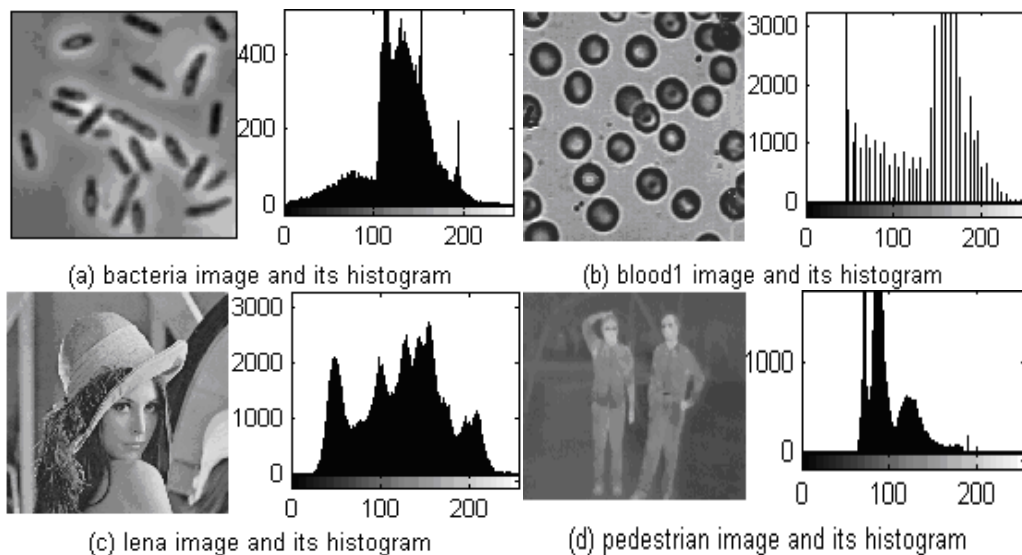 400
200
0
0 100 200
3000
2000
1000
0
0 100 200
(a) bacteria image and its histogram
(b) blood1 image and its histogram
3000
2000
1000
0
0 100 200
1000
0
0 100 200
(c) lena image and its histogram
(d) pedestrian image and its histogram